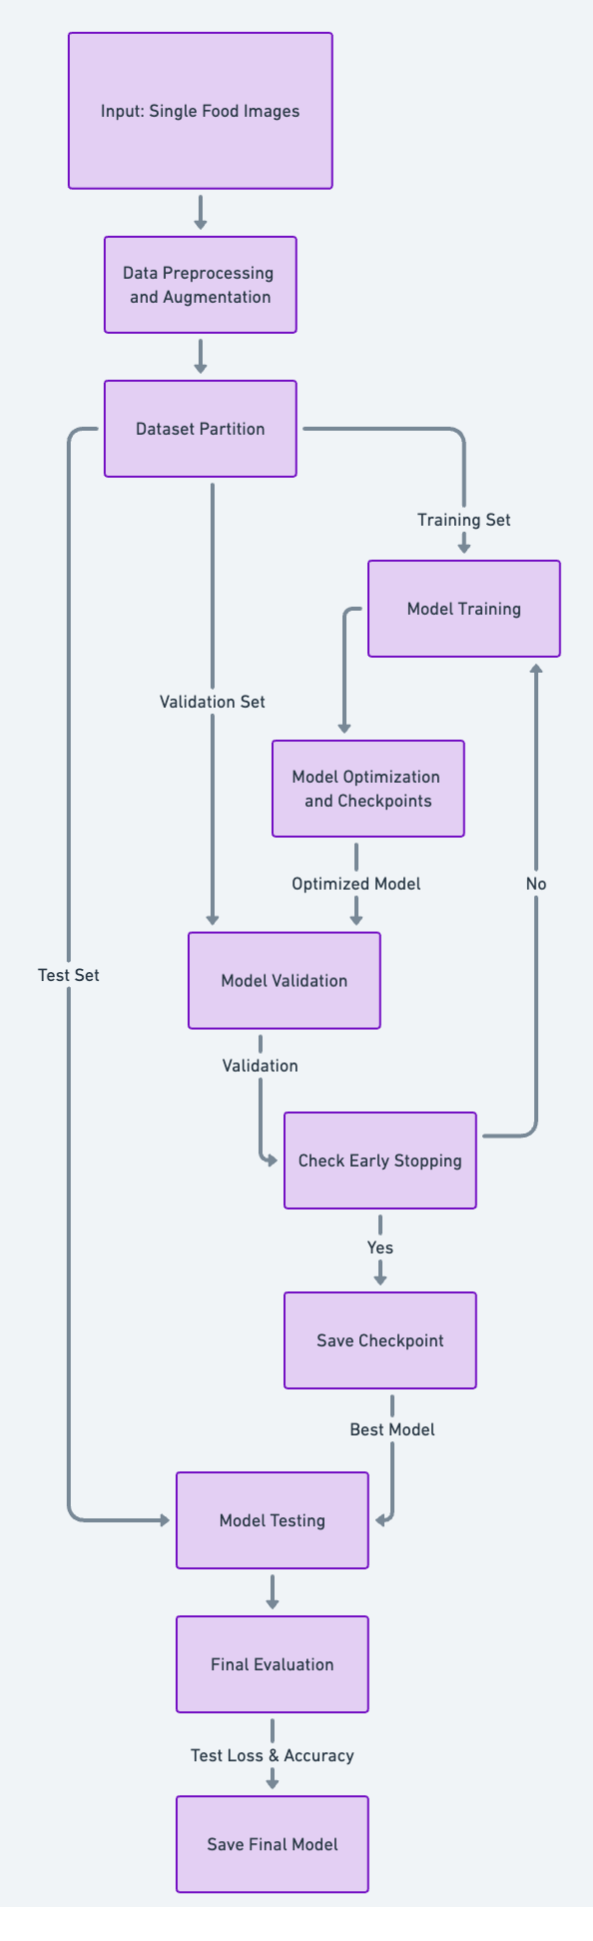 Input: Single Food Images
Data Preprocessing
and Augmentation
Dataset Partition
Training Set
Model Training
Validation Set
Model Optimization
and Checkpoints
Optimized Model
No
Test Set
Model Validation
Validation
Check Early Stopping
Yes
Save Checkpoint
Best Model
Model Testing
Final Evaluation
Test Loss & Accuracy
Save Final Model